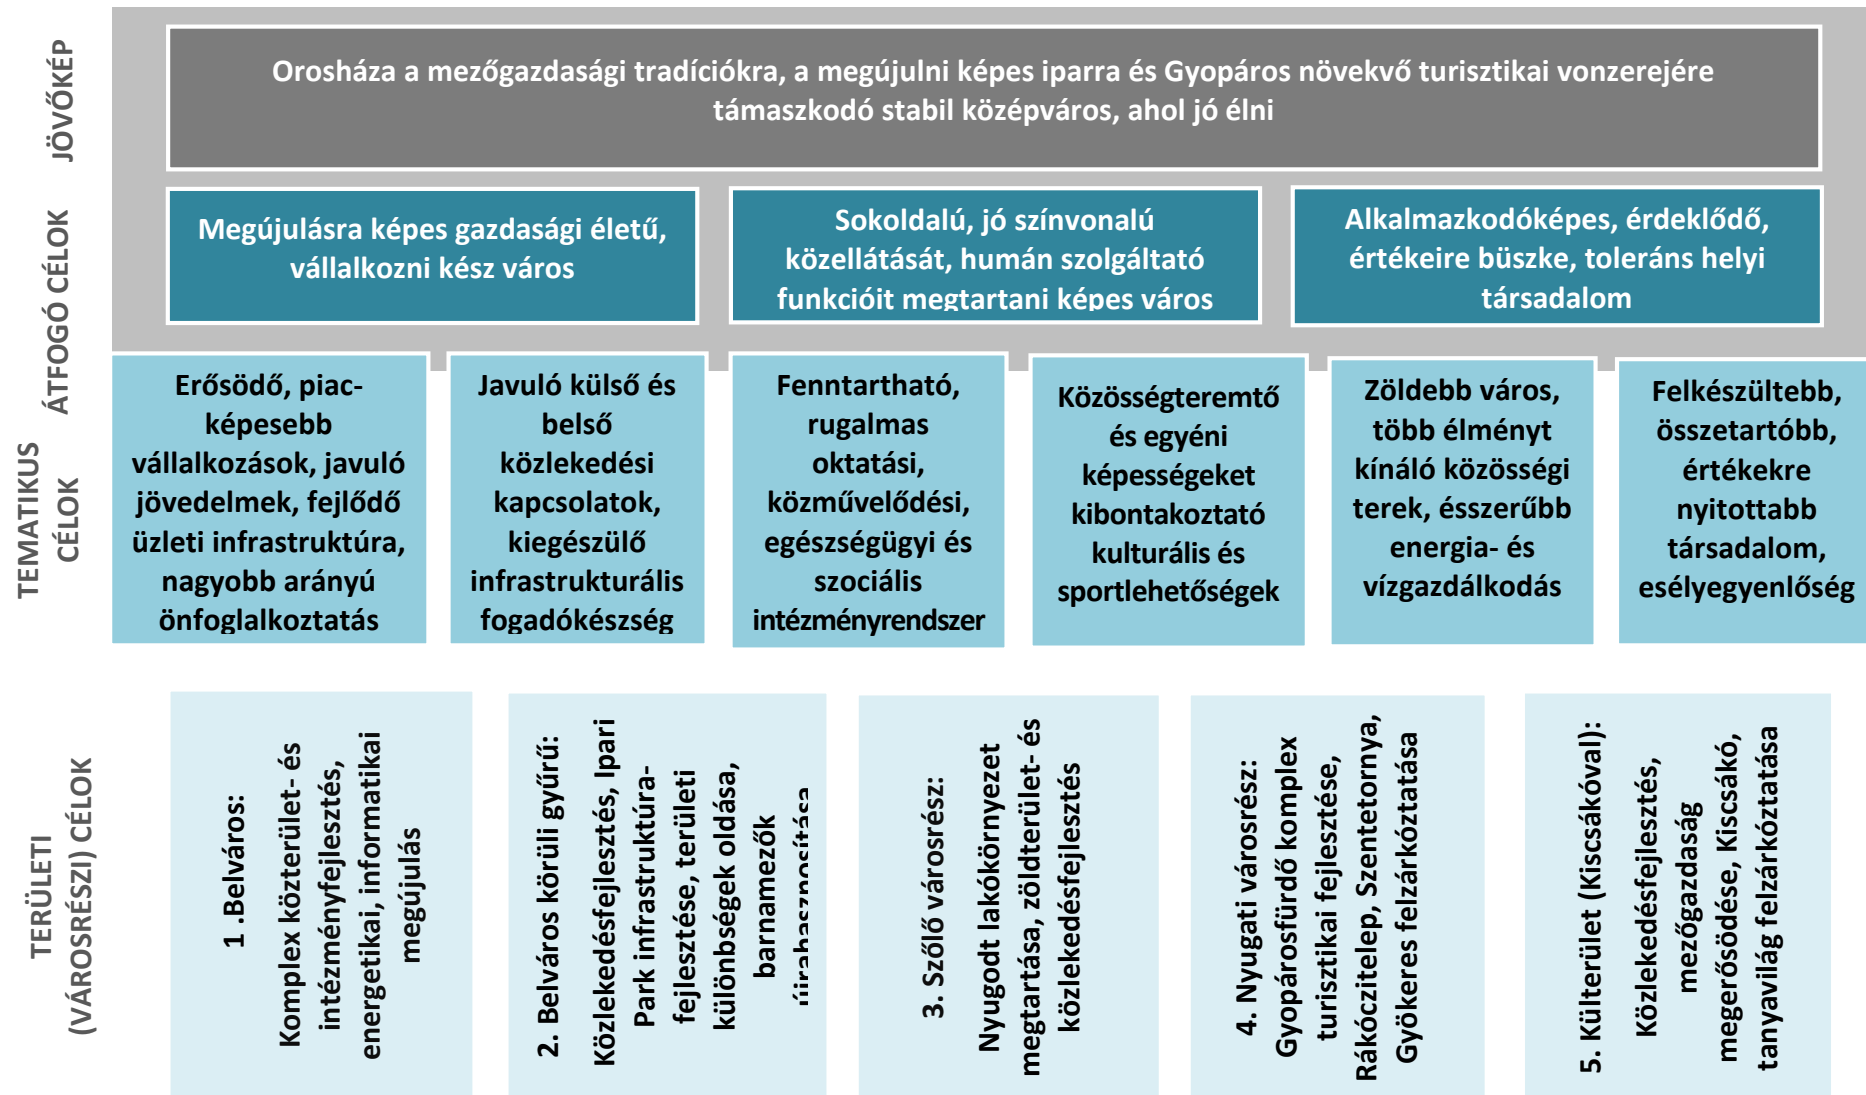 JÖVŐKÉP
Orosháza a mezőgazdasági tradíciókra, a megújulni képes iparra és Gyopáros növekvő turisztikai vonzerejére
támaszkodó stabil középváros, ahol jó élni
ÁTFOGÓ CÉLOK
Megújulásra képes gazdasági életű,
vállalkozni kész város
Sokoldalú, jó színvonalú
közellátását, humán szolgáltató
funkcióit megtartani képes város
Alkalmazkodóképes, érdeklődő,
értékeire büszke, toleráns helyi
társadalom
TEMATIKUS
CÉLOK
Erősödő, piac-
képesebb
vállalkozások, javuló
jövedelmek, fejlődő
üzleti infrastruktúra,
nagyobb arányú
önfoglalkoztatás
Javuló külső és
belső
közlekedési
kapcsolatok,
kiegészülő
infrastrukturális
fogadókészség
Fenntartható,
rugalmas
oktatási,
közművelődési,
egészségügyi és
szociális
intézményrendszer
Közösségteremtő
és egyéni
képességeket
kibontakoztató
kulturális és
sportlehetőségek
Zöldebb város,
több élményt
kínáló közösségi
terek, ésszerűbb
energia- és
vízgazdálkodás
Felkészültebb,
összetartóbb,
értékekre
nyitottabb
társadalom,
esélyegyenlőség
TERÜLETI
(VÁROSRÉSZI) CÉLOK
1 .Belváros:
Komplex közterület- és
intézményfejlesztés,
energetikai, informatikai
megújulás
2. Belváros körüli gyűrű:
Közlekedésfejlesztés, Ipari
Park infrastruktúra-
fejlesztése, területi
különbségek oldása,
barnamezők
újrahasznosítása
3. Szőlő városrész:
Nyugodt lakókörnyezet
megtartása, zöldterület- és
közlekedésfejlesztés
4. Nyugati városrész:
Gyopárosfürdő komplex
turisztikai fejlesztése,
Rákóczitelep, Szentetornya,
Gyökeres felzárkóztatása
5. Külterület (Kiscsákóval):
Közlekedésfejlesztés,
mezőgazdaság
megerősödése, Kiscsákó,
tanyavilág felzárkóztatása